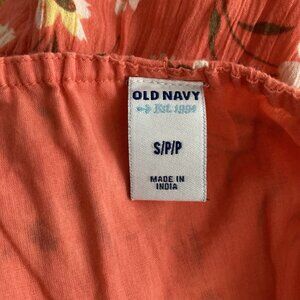 OLD NAVY
Est. 1994
S/P/P
MADE IN
INDIA